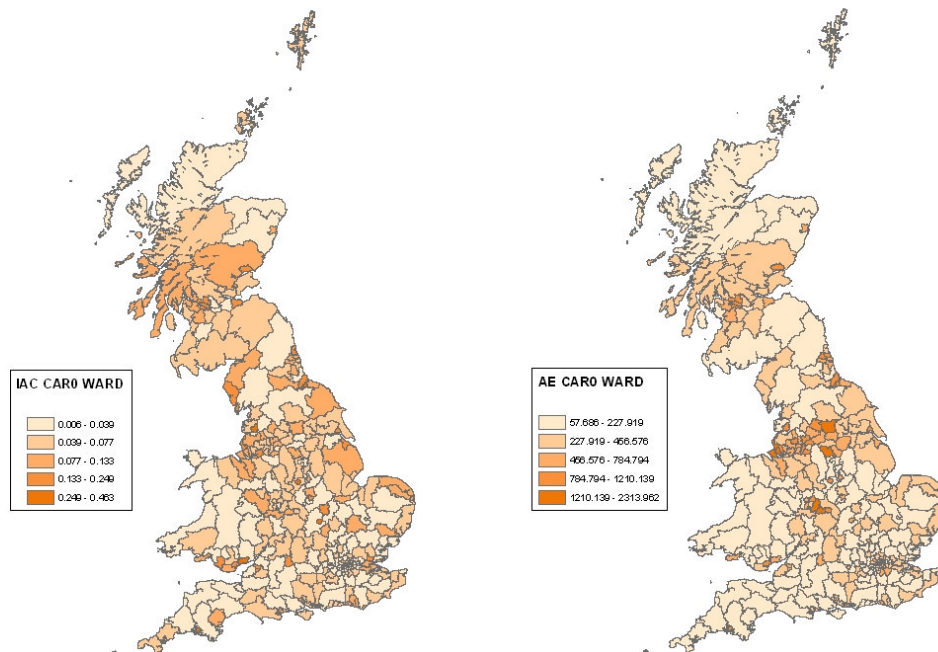 IAC CAR0 WARD
0.006 - 0.039
0.039 - 0.077
0.077 - 0.133
0.133 - 0.249
0.249 - 0.463
AE CAR0 WARD
57.686 - 227.919
227.919 - 456.576
456.576 - 784.794
784.794 - 1210.139
1210.139 - 2313.962